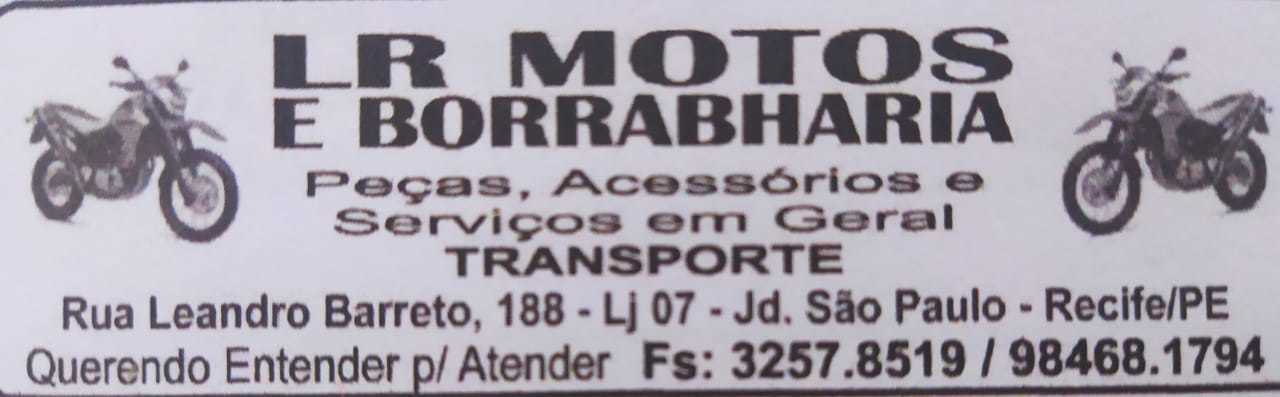 LR MOTOS
E BORRABHARIA
Peças, Acessórios e
Serviços em Geral
TRANSPORTE
Rua Leandro Barreto, 188 - Lj 07 - Jd. São Paulo - Recife/PE
Querendo Entender p/ Atender Fs: 3257.8519 / 98468.1794